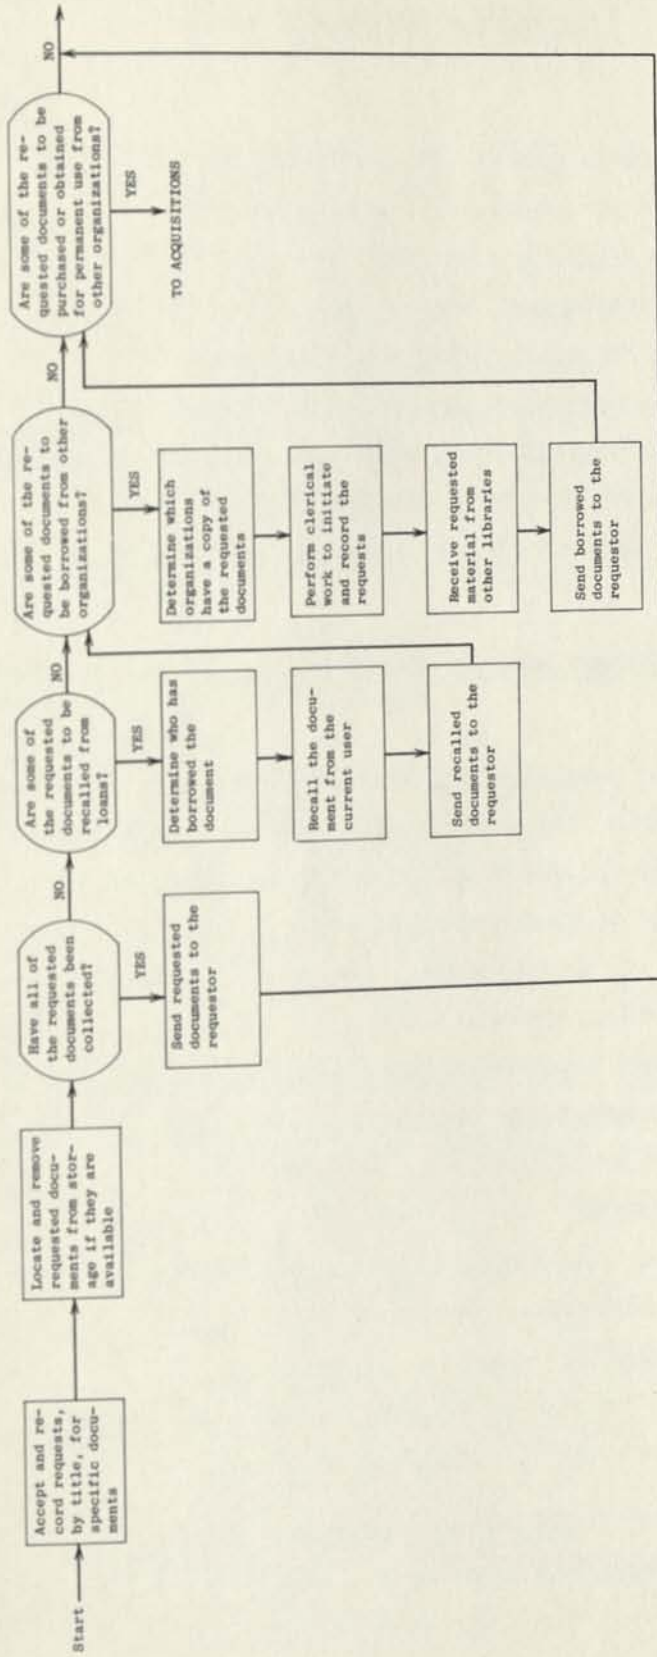 Start
Accept and re-
cord requests,
by title, for
specific docu-
ments
Locate and remove
requested docu-
ments from stor-
age if they are
available
Have all of
the requested
documents been
collected?
NO
YES
Send requested
documents to the
requestor
Are some of
the requested
documents to be
recalled from
loans?
NO
YES
Determine who has
borrowed the
document
Recall the docu-
ment from the
current user
Send recalled
documents to the
requestor
Are some of the re-
quested documents to
be borrowed from other
organizations?
NO
YES
Determine which
organizations
have a copy of
the requested
documents
Perform clerical
work to initiate
and record the
requests
Receive requested
material from
other libraries
Send borrowed
documents to the
requestor
Are some of the re-
quested documents to be
purchased or obtained
for permanent use from
other organizations?
NO
YES
TO ACQUISITIONS